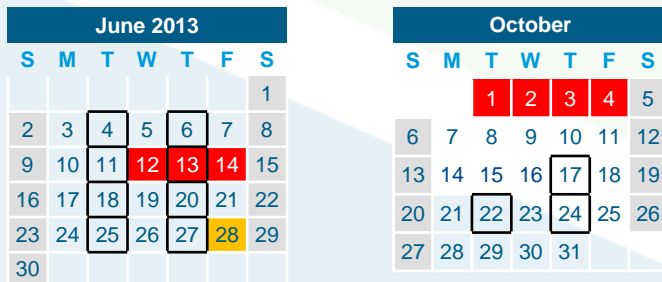 June 2013
S M T W T F S
1
2 3 4 5 6 7 8
9 10 11 12 13 14 15
16 17 18 19 20 21 22
23 24 25 26 27 28 29
30
October
S M T W T F S
1 2 3 4 5
6 7 8 9 10 11 12
13 14 15 16 17 18 19
20 21 22 23 24 25 26
27 28 29 30 31